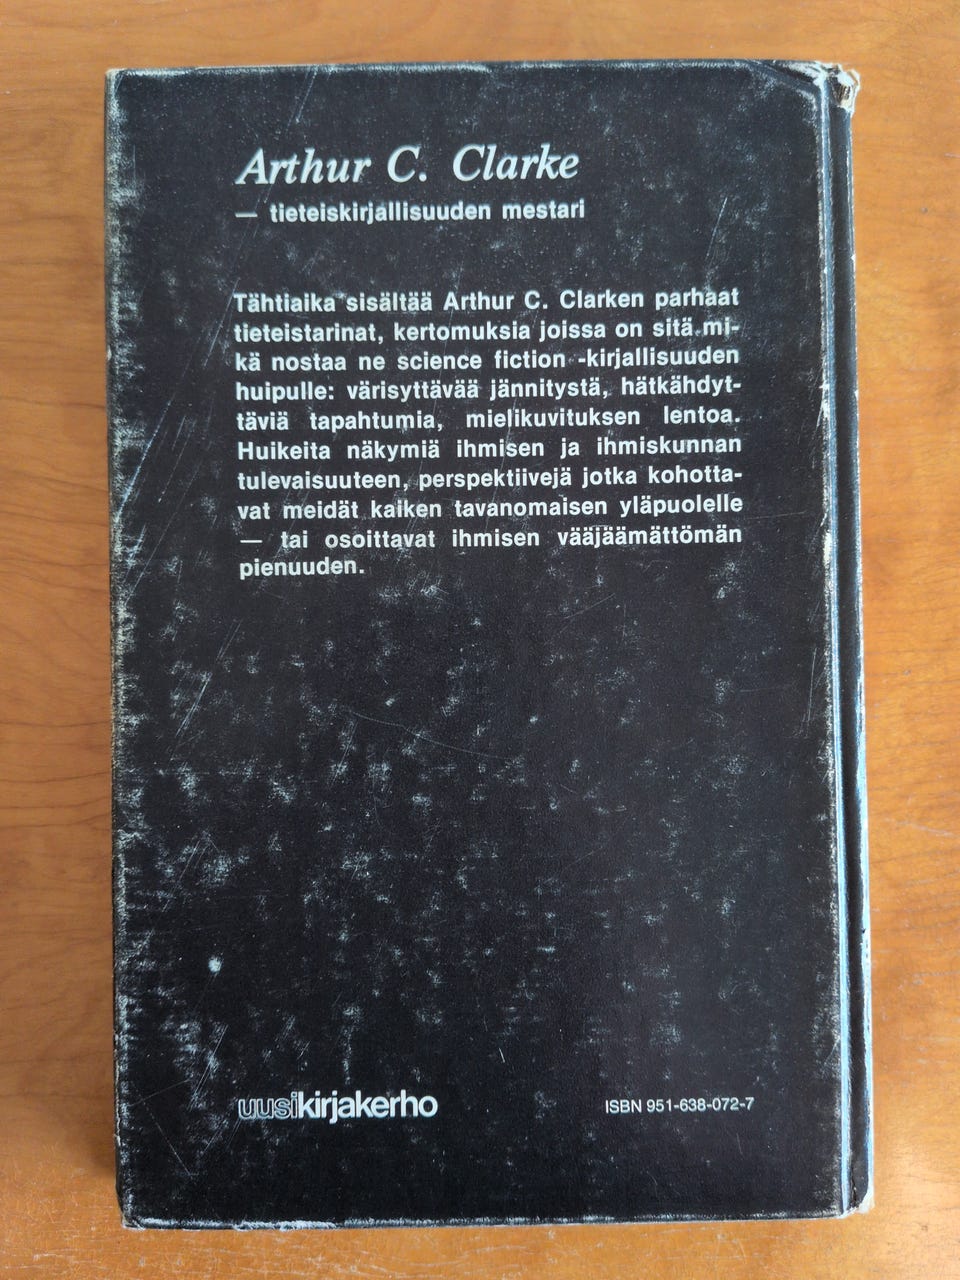 Arthur C. Clarke
— tieteiskirjallisuuden mestari
Tähtiaika sisältää Arthur C. Clarken parhaat
tieteistarinat, kertomuksia joissa on sitä mi-
kä nostaa ne science fiction -kirjallisuuden
huipulle: värisyttävää jännitystä, hätkähdyt-
täviä tapahtumia, mielikuvituksen lentoa.
Huikeita näkymiä ihmisen ja ihmiskunnan
tulevaisuuteen, perspektiivejä jotka kohotta-
vat meidät kaiken tavanomaisen yläpuolelle
— tai osoittavat ihmisen vääjäämättömän
pienuuden.
uusikirjakerho
ISBN 951-638-072-7